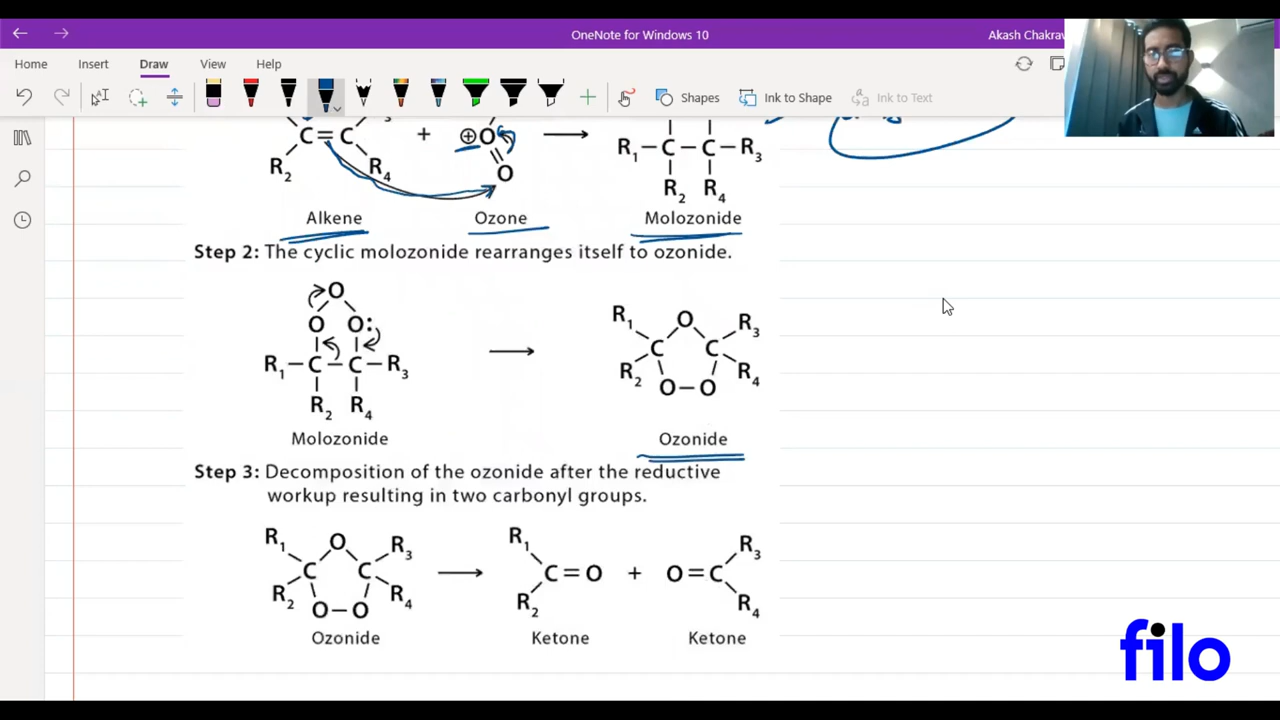 OneNote for Windows 10
Akash Chakrav
Home Insert Draw View Help
Shapes Ink to Shape Ink to Text
C=C + ⊕O → R₁–C–C–R₃
R₂ R₄ O R₂ R₄
Alkene Ozone Molozonide
Step 2: The cyclic molozonide rearranges itself to ozonide.
O
O O: R₁ O R₃
R₁–C–C–R₃ → C C
R₂ R₄ R₂ O–O R₄
Molozonide Ozonide
Step 3: Decomposition of the ozonide after the reductive
workup resulting in two carbonyl groups.
R₁ O R₃ R₁ R₃
C C → C=O + O=C
R₂ O–O R₄ R₂ R₄
Ozonide Ketone Ketone
filo